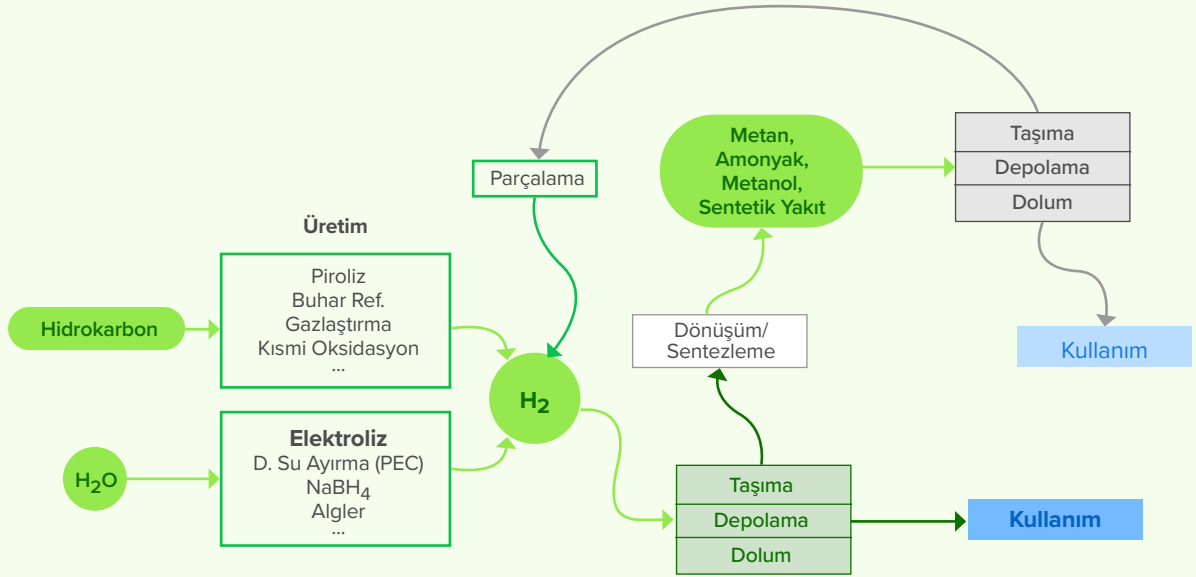 Üretim
Hidrokarbon
Piroliz
Buhar Ref.
Gazlaştırma
Kısmi Oksidasyon
...
H2O
Elektroliz
D. Su Ayırma (PEC)
NaBH4
Algler
...
Parçalama
H2
Taşıma
Depolama
Dolum
Kullanım
Dönüşüm/
Sentezleme
Metan,
Amonyak,
Metanol,
Sentetik Yakıt
Taşıma
Depolama
Dolum
Kullanım